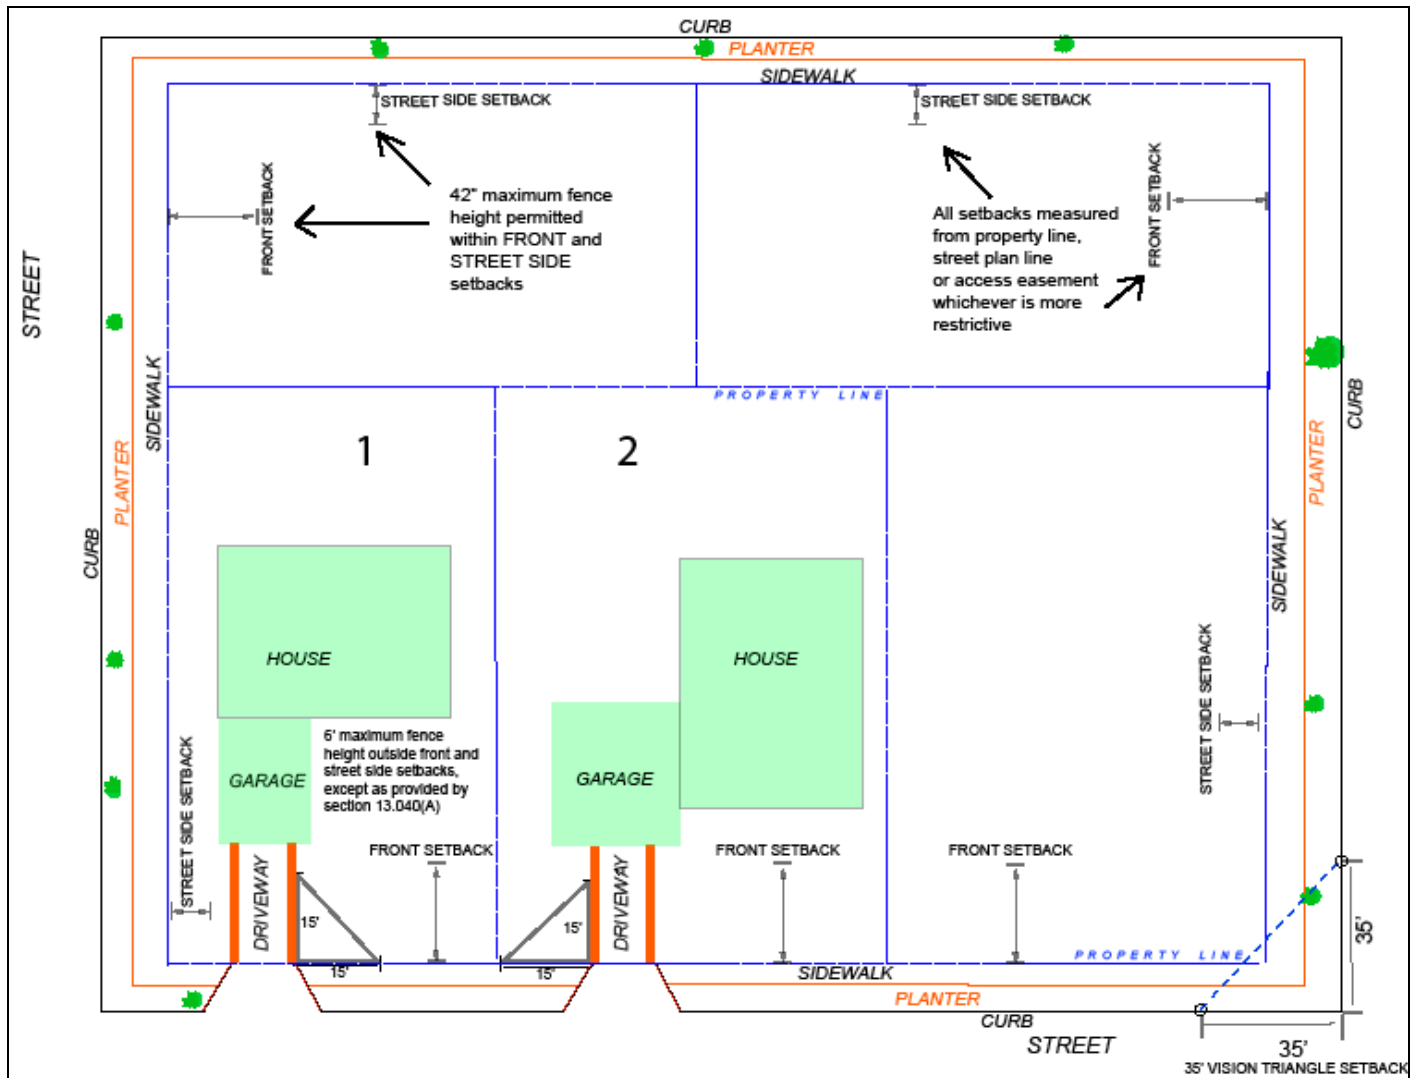 CURB
PLANTER
SIDEWALK
STREET SIDE SETBACK
STREET SIDE SETBACK
FRONT SETBACK
42" maximum fence
height permitted
within FRONT and
STREET SIDE
setbacks
All setbacks measured
from property line,
street plan line
or access easement
whichever is more
restrictive
FRONT SETBACK
STREET
SIDEWALK
PLANTER
CURB
PROPERTY LINE
CURB
PLANTER
SIDEWALK
1
2
HOUSE
HOUSE
GARAGE
6' maximum fence
height outside front and
street side setbacks,
except as provided by
section 13.040(A)
GARAGE
STREET SIDE SETBACK
STREET SIDE SETBACK
DRIVEWAY
FRONT SETBACK
DRIVEWAY
FRONT SETBACK
FRONT SETBACK
15'
15'
15'
15'
35'
PROPERTY LINE
SIDEWALK
PLANTER
CURB
STREET
35'
35' VISION TRIANGLE SETBACK